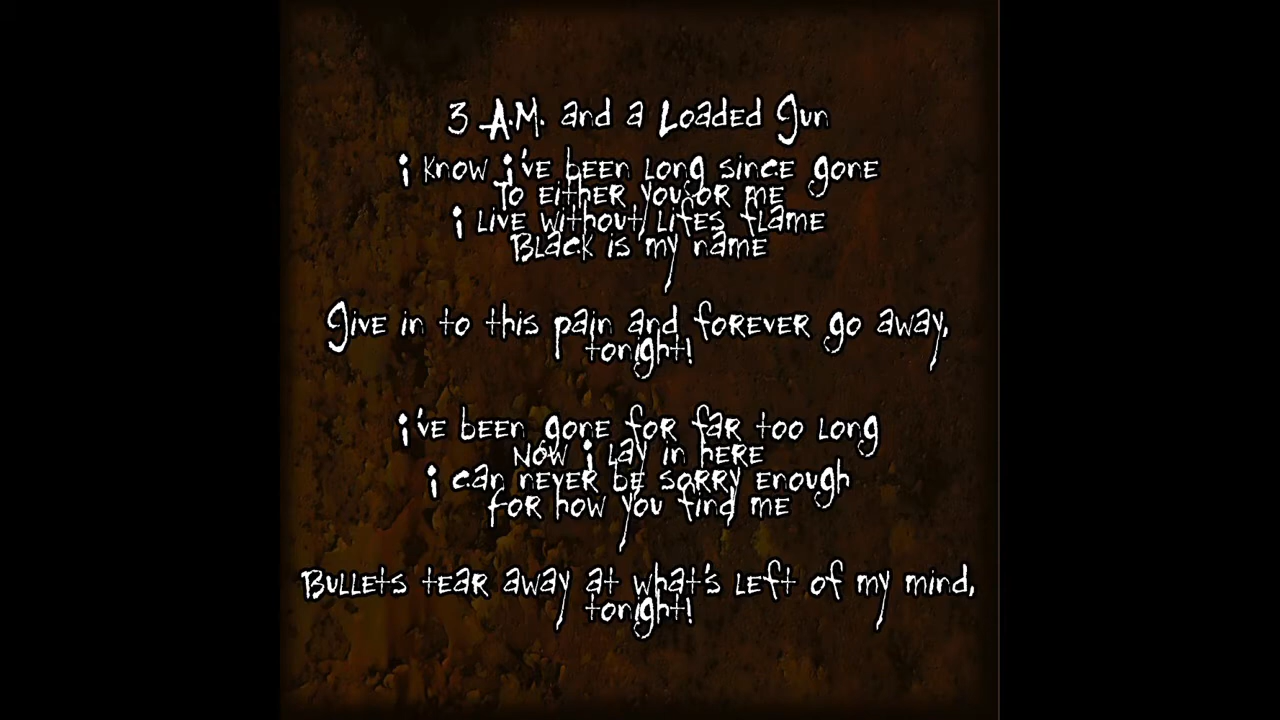 3 A.M. and a Loaded Gun
i know i've been long since gone
To either you or me
i live without lifes flame
Black is my name
Give in to this pain and forever go away,
tonight!
i've been gone for far too long
Now i lay in here
i can never be sorry enough
for how you find me
Bullets tear away at what's left of my mind,
tonight!